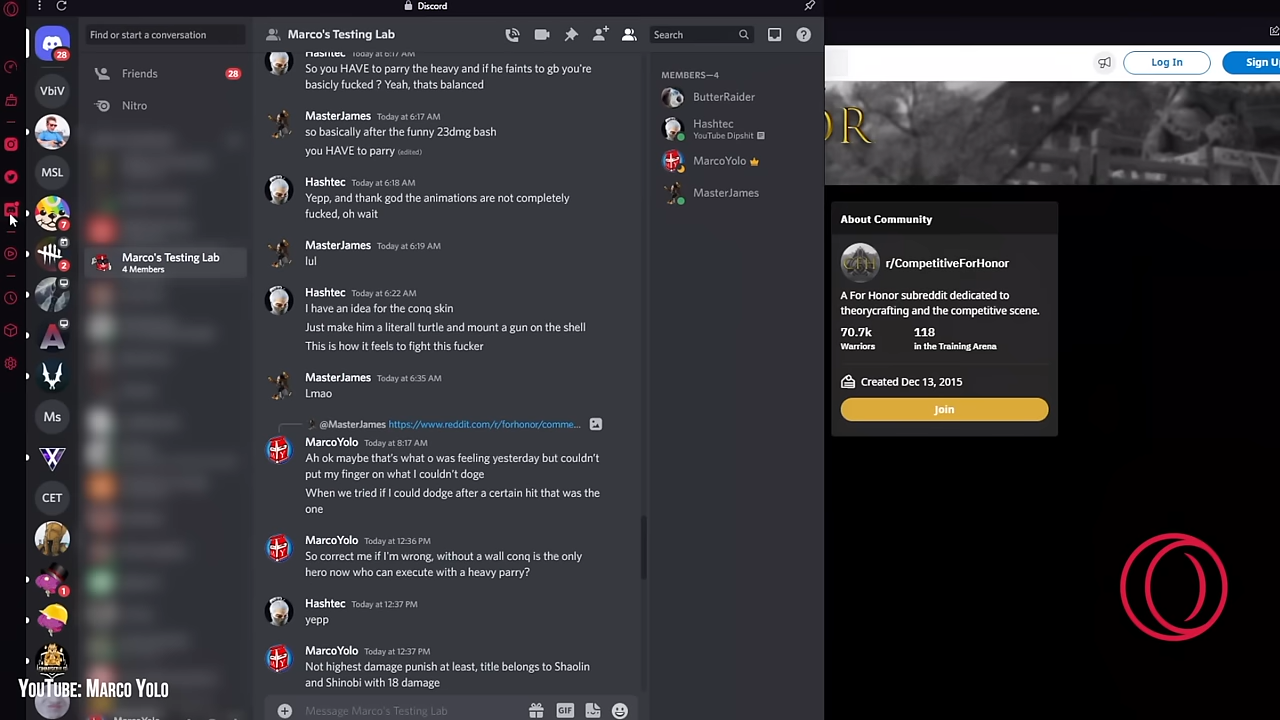 Discord
Find or start a conversation
Friends
28
Nitro
28
VbiV
MSL
7
2
Ms
CET
1
Marco's Testing Lab
4 Members
Marco's Testing Lab
Search
Hashtec Today at 6:17 AM
So you HAVE to parry the heavy and if he faints to gb you're
basicly fucked ? Yeah, thats balanced
MasterJames Today at 6:17 AM
so basically after the funny 23dmg bash
you HAVE to parry (edited)
Hashtec Today at 6:18 AM
Yepp, and thank god the animations are not completely
fucked, oh wait
MasterJames Today at 6:19 AM
lul
Hashtec Today at 6:22 AM
I have an idea for the conq skin
Just make him a literall turtle and mount a gun on the shell
This is how it feels to fight this fucker
MasterJames Today at 6:35 AM
Lmao
@MasterJames https://www.reddit.com/r/forhonor/comme...
MarcoYolo Today at 8:17 AM
Ah ok maybe that's what o was feeling yesterday but couldn't
put my finger on what I couldn't doge
When we tried if I could dodge after a certain hit that was the
one
MarcoYolo Today at 12:36 PM
So correct me if I'm wrong, without a wall conq is the only
hero now who can execute with a heavy parry?
Hashtec Today at 12:37 PM
yepp
MarcoYolo Today at 12:37 PM
Not highest damage punish at least, title belongs to Shaolin
and Shinobi with 18 damage
Message Marco's Testing Lab
GIF
MEMBERS—4
ButterRaider
Hashtec
YouTube Dipshit
MarcoYolo
MasterJames
Log In
Sign Up
OR
About Community
r/CompetitiveForHonor
A For Honor subreddit dedicated to
theorycrafting and the competitive scene.
70.7k
118
Warriors
in the Training Arena
Created Dec 13, 2015
Join
MarcoYolo
YouTube: Marco Yolo